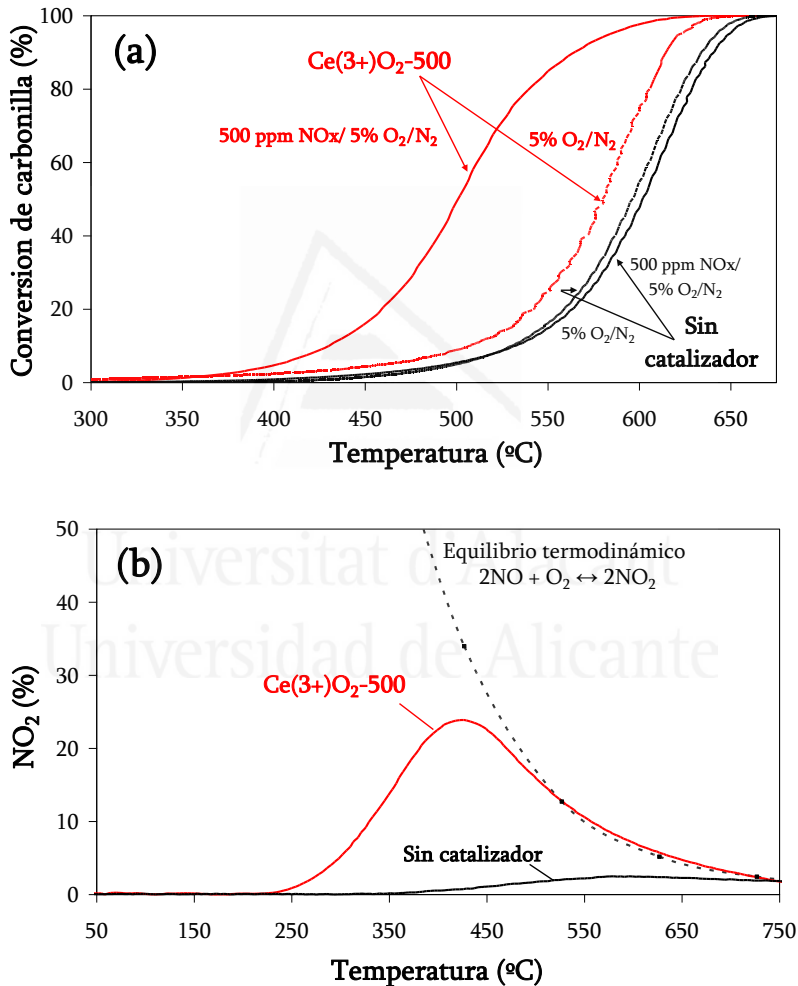 (a)
Ce(3+)O₂-500
500 ppm NOx/ 5% O₂/N₂
5% O₂/N₂
500 ppm NOx/
5% O₂/N₂
5% O₂/N₂
Sin
catalizador
Conversion de carbonilla (%)
100
80
60
40
20
0
300 350 400 450 500 550 600 650
Temperatura (ºC)
Universitat d'Alacant
Universidad de Alicante
(b)
Equilibrio termodinámico
2NO + O₂ ↔ 2NO₂
Ce(3+)O₂-500
Sin catalizador
NO₂ (%)
50
40
30
20
10
0
50 150 250 350 450 550 650 750
Temperatura (ºC)